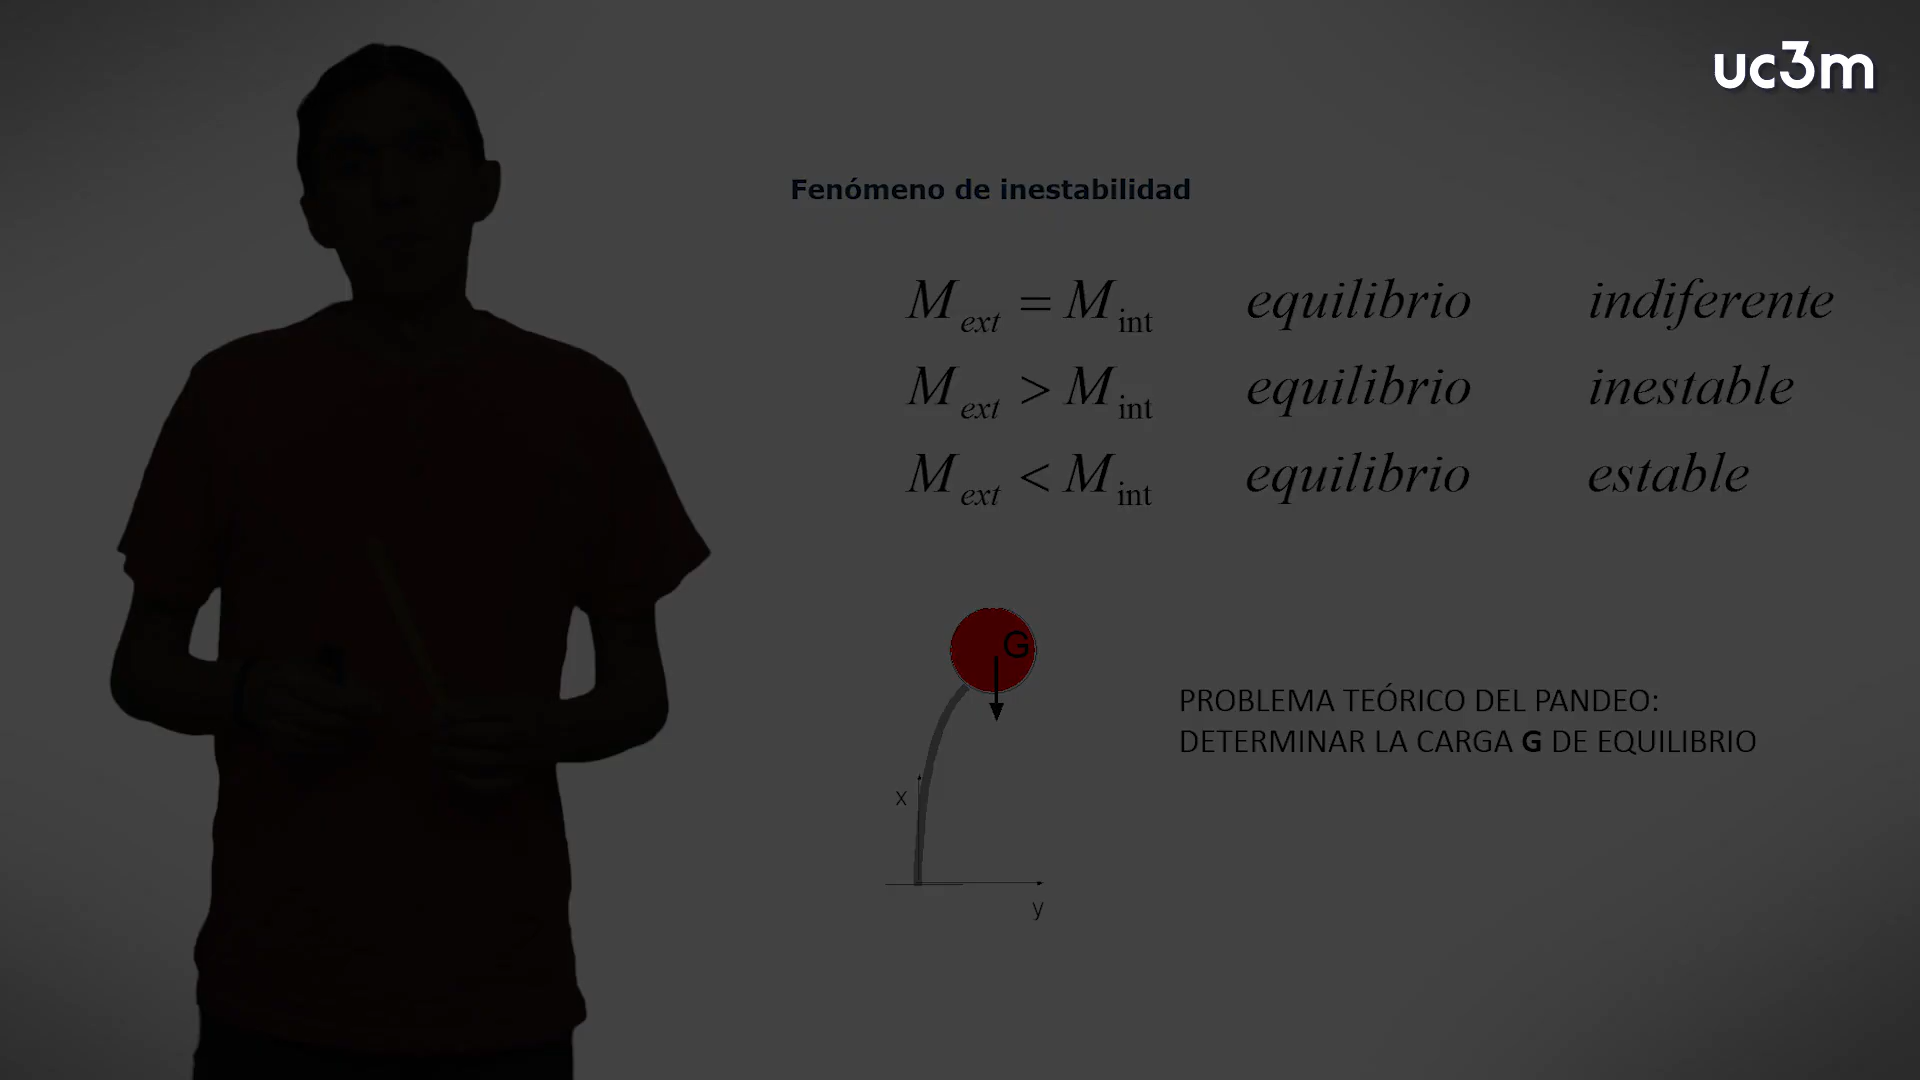 uc3m
Fenómeno de inestabilidad
M ext = M int equilibrio indiferente
M ext > M int equilibrio inestable
M ext < M int equilibrio estable
G
PROBLEMA TEÓRICO DEL PANDEO:
DETERMINAR LA CARGA G DE EQUILIBRIO
x
y